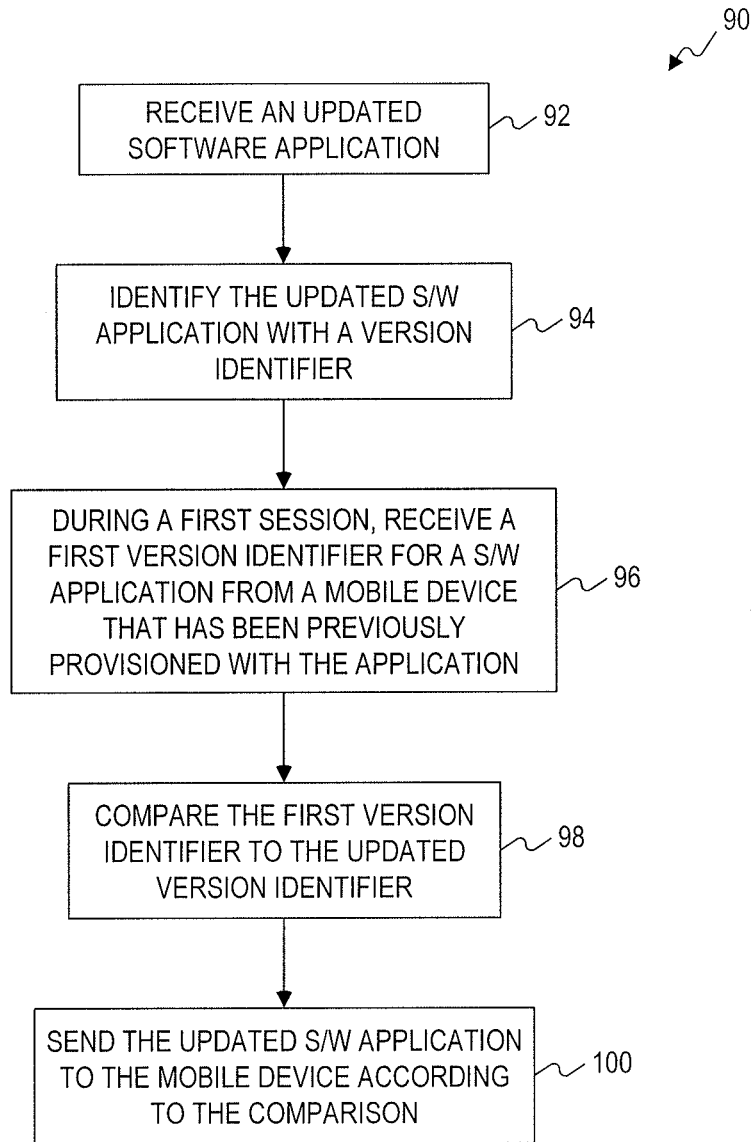 90
RECEIVE AN UPDATED
SOFTWARE APPLICATION
92
IDENTIFY THE UPDATED S/W
APPLICATION WITH A VERSION
IDENTIFIER
94
DURING A FIRST SESSION, RECEIVE A
FIRST VERSION IDENTIFIER FOR A S/W
APPLICATION FROM A MOBILE DEVICE
THAT HAS BEEN PREVIOUSLY
PROVISIONED WITH THE APPLICATION
96
COMPARE THE FIRST VERSION
IDENTIFIER TO THE UPDATED
VERSION IDENTIFIER
98
SEND THE UPDATED S/W APPLICATION
TO THE MOBILE DEVICE ACCORDING
TO THE COMPARISON
100